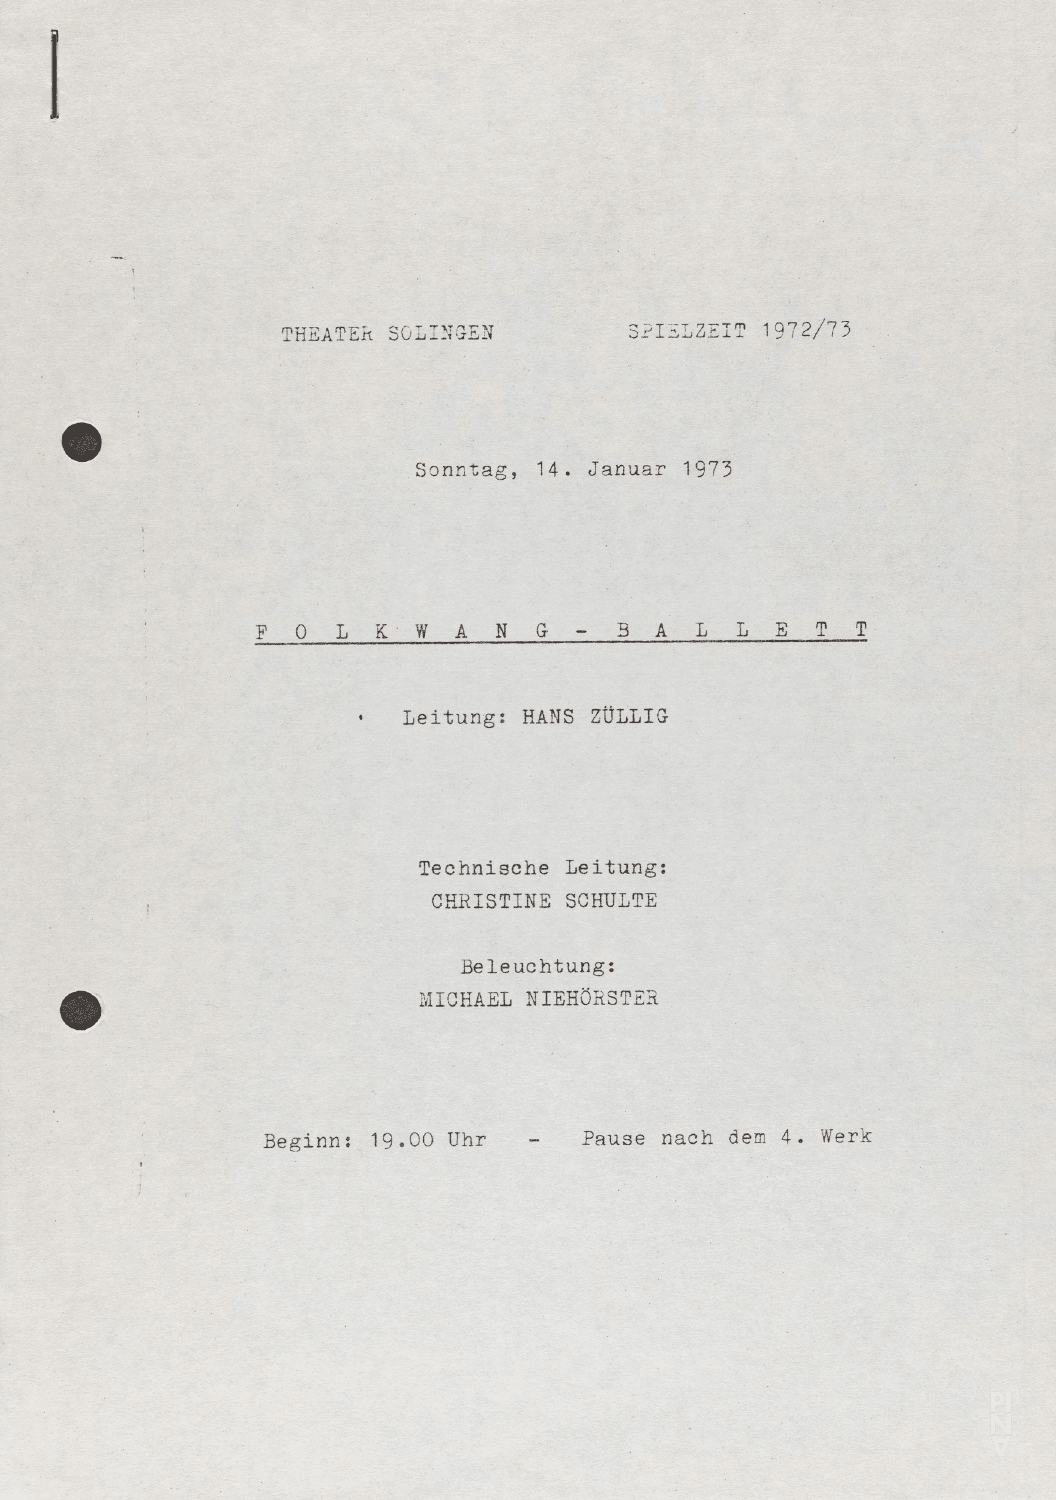 THEATER SOLINGEN SPIELZEIT 1972/73
Sonntag, 14. Januar 1973
F O L K W A N G - B A L L E T T
Leitung: HANS ZÜLLIG
Technische Leitung:
CHRISTINE SCHULTE
Beleuchtung:
MICHAEL NIEHÖRSTER
Beginn: 19.00 Uhr - Pause nach dem 4. Werk
PINA